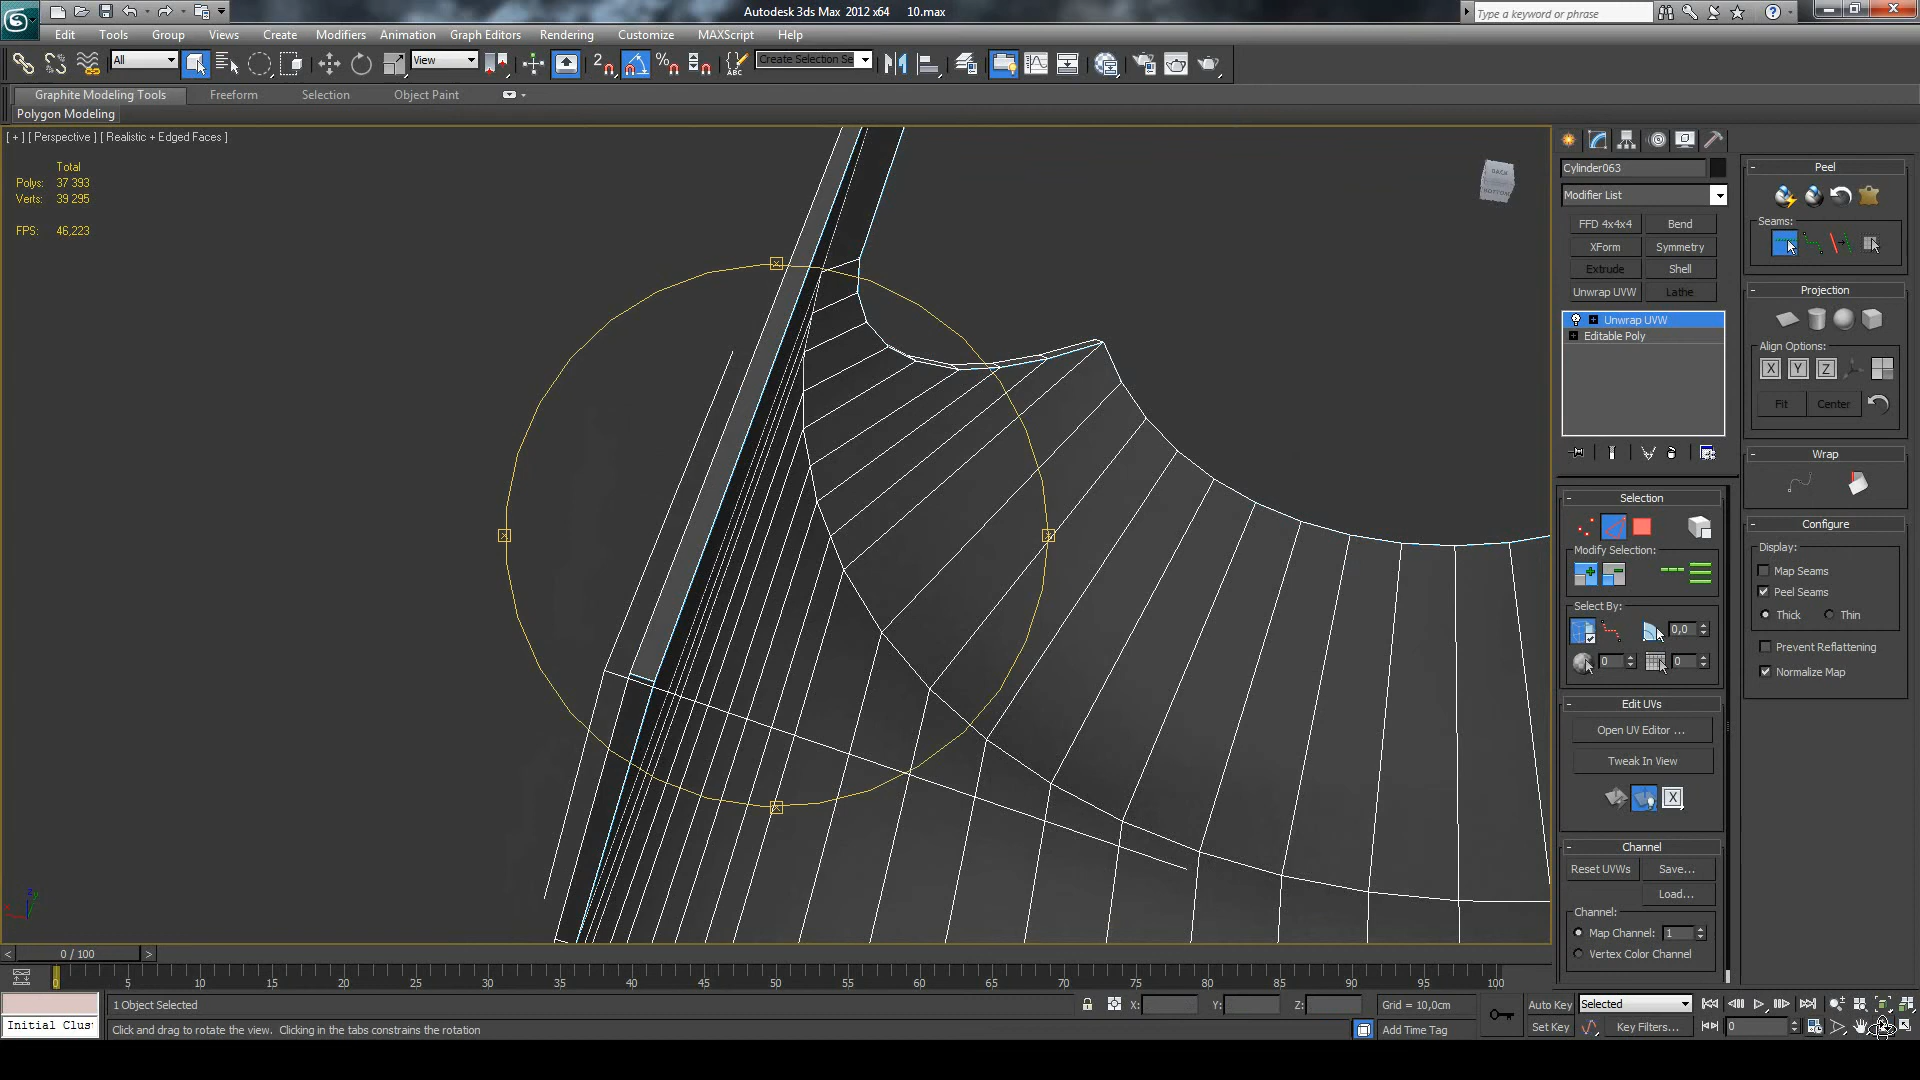 Autodesk 3ds Max 2012 x64 10.max
Type a keyword or phrase
Edit Tools Group Views Create Modifiers Animation Graph Editors Rendering Customize MAXScript Help
All View Create Selection Se
Graphite Modeling Tools Freeform Selection Object Paint
Polygon Modeling
[ + ] [ Perspective ] [ Realistic + Edged Faces ]
Total
Polys: 37 393
Verts: 39 295
FPS: 46,223
BACK
BOTTOM
Cylinder063
Modifier List
FFD 4x4x4 Bend
XForm Symmetry
Extrude Shell
Unwrap UVW Lathe
Unwrap UVW
Editable Poly
Selection
Modify Selection:
Select By:
0,0
0 0
Edit UVs
Open UV Editor ...
Tweak In View
X
Channel
Reset UVWs Save...
Load...
Channel:
Map Channel: 1
Vertex Color Channel
Peel
Seams:
Projection
Align Options:
X Y Z
Fit Center
Wrap
Configure
Display:
Map Seams
Peel Seams
Thick Thin
Prevent Reflattening
Normalize Map
< 0 / 100 >
0 5 10 15 20 25 30 35 40 45 50 55 60 65 70 75 80 85 90 95 100
1 Object Selected X: Y: Z: Grid = 10,0cm Auto Key Selected
Initial Clus
Click and drag to rotate the view. Clicking in the tabs constrains the rotation Add Time Tag Set Key Key Filters... 0